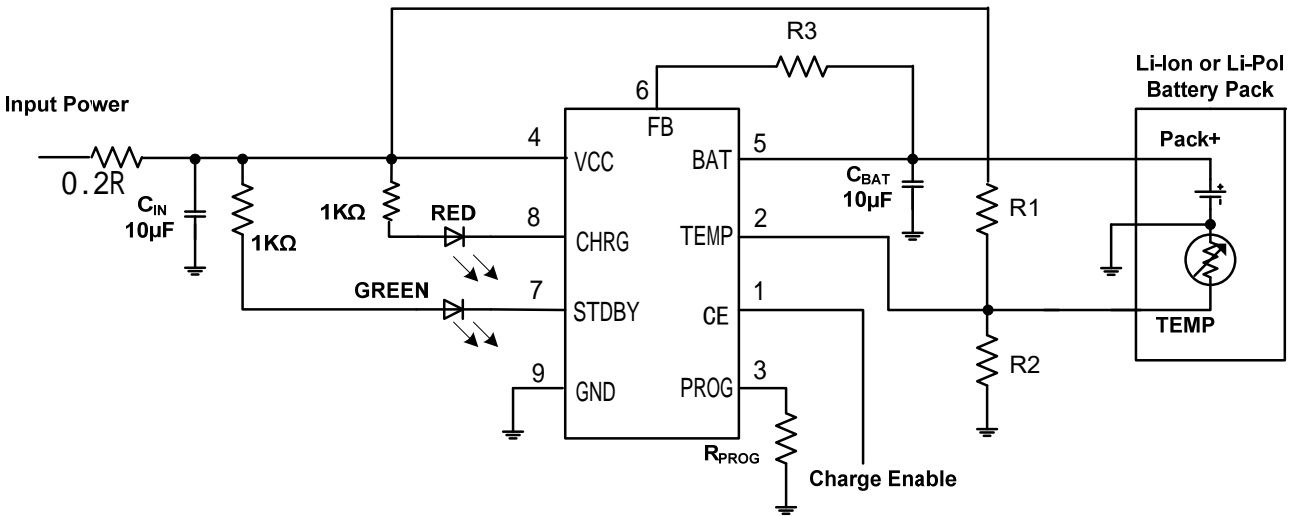 R3
Li-Ion or Li-Pol
Battery Pack
Input Power
6
FB
4
VCC
BAT
5
Pack+
0.2R
CIN
10µF
1KΩ
1KΩ
RED
8
CHRG
TEMP
2
CBAT
10µF
R1
+
GREEN
7
STDBY
CE
1
TEMP
9
GND
PROG
3
R2
RPROG
Charge Enable